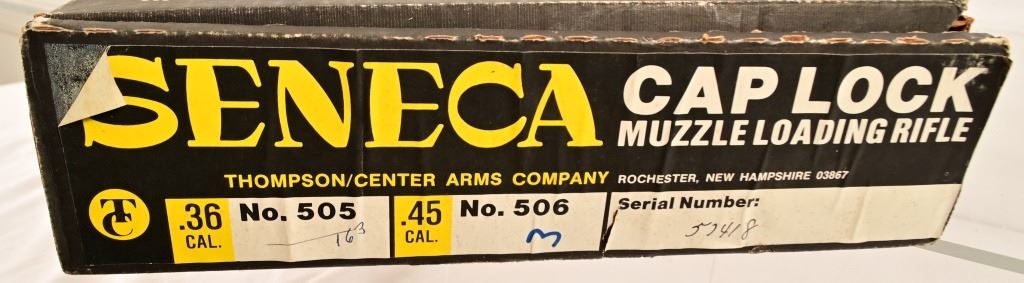 SENECA
CAP LOCK
MUZZLE LOADING RIFLE
THOMPSON/CENTER ARMS COMPANY ROCHESTER, NEW HAMPSHIRE 03867
TC
.36 CAL. No. 505
.45 CAL. No. 506
Serial Number: